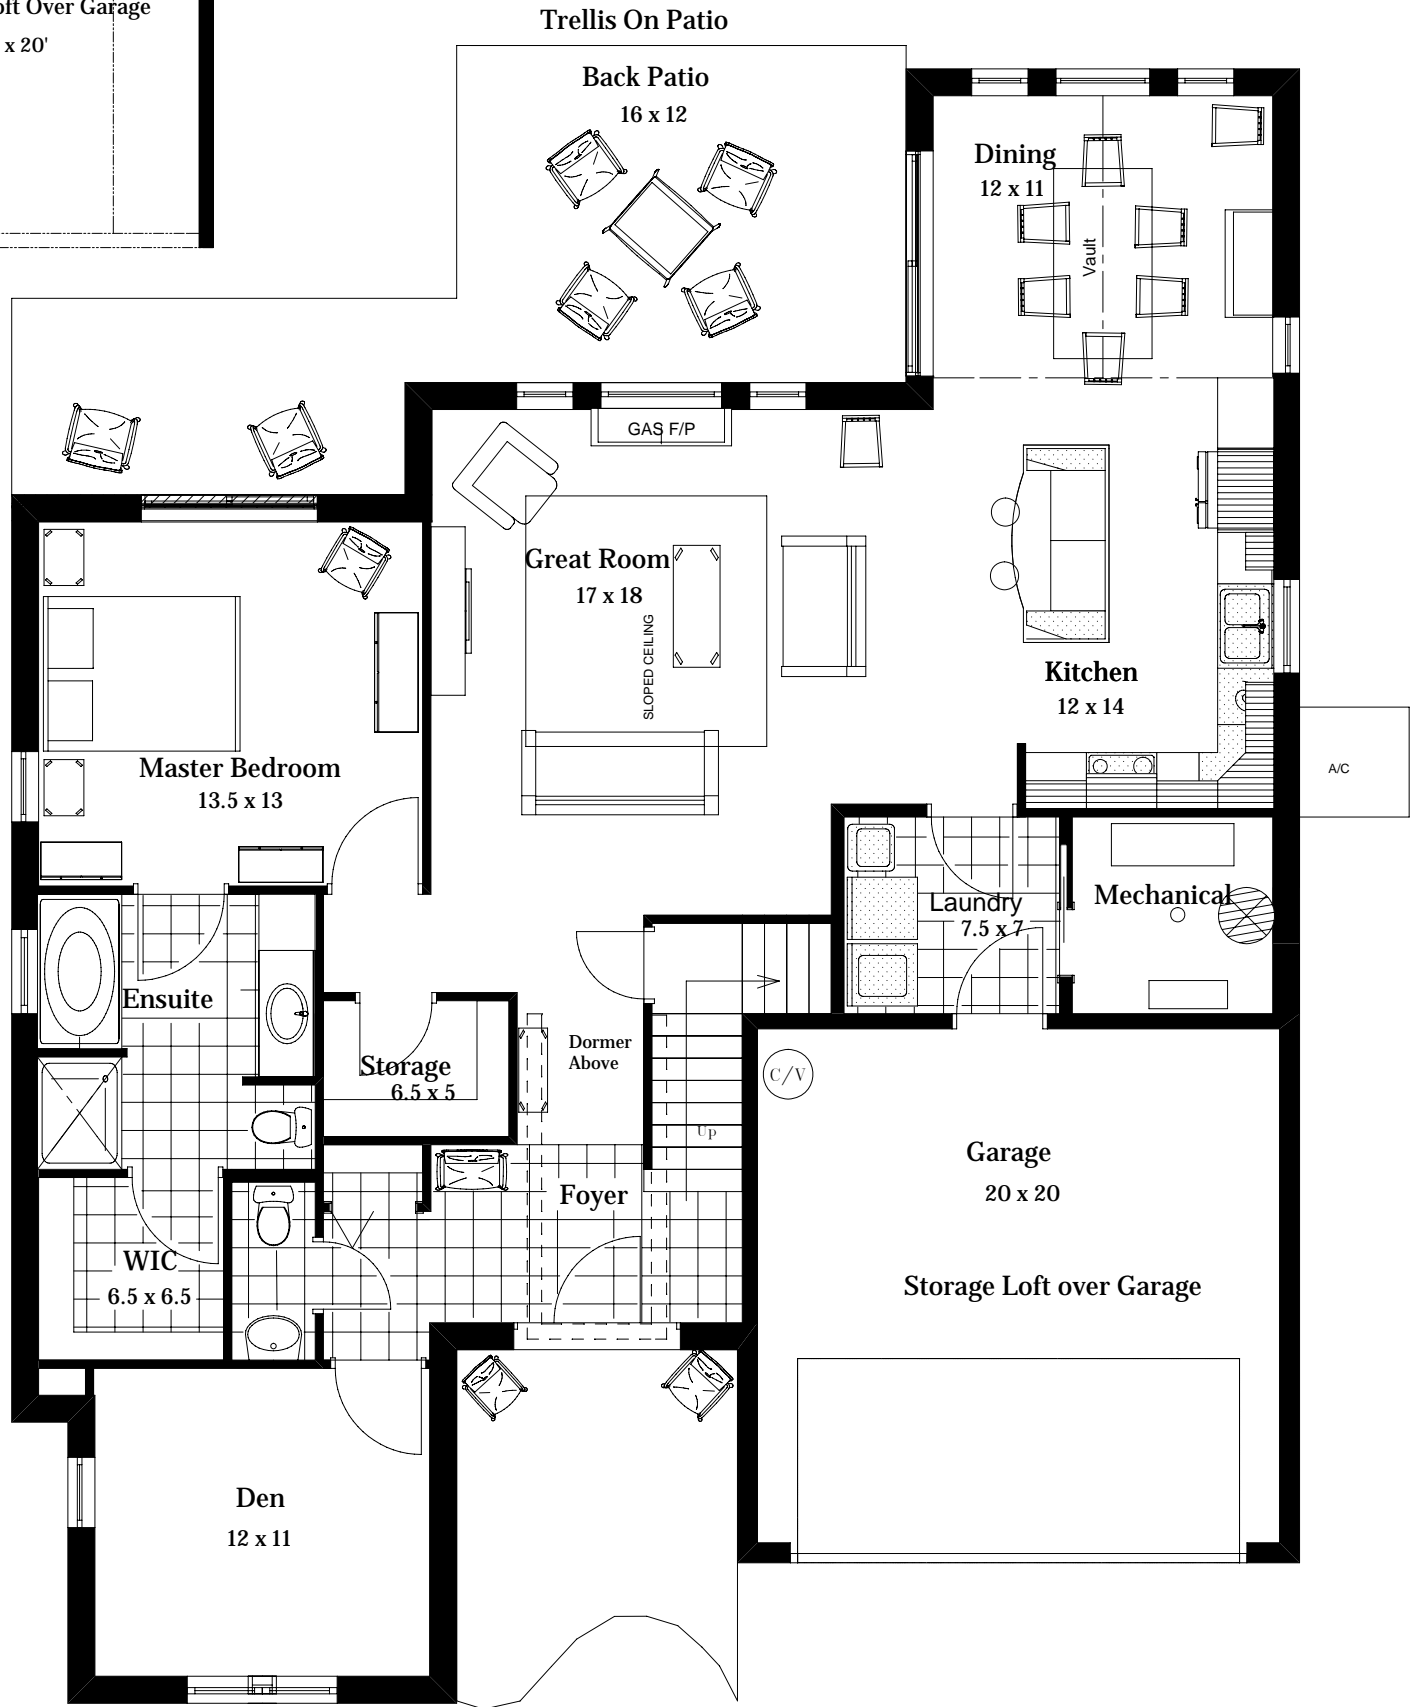 oft Over Garage
x 20'
Trellis On Patio
Back Patio
16 x 12
Dining
12 x 11
Vault
GAS F/P
Great Room
17 x 18
SLOPED CEILING
Kitchen
12 x 14
A/C
Master Bedroom
13.5 x 13
Laundry
7.5 x 7
Mechanical
Ensuite
Storage
6.5 x 5
Dormer
Above
C/V
Up
Garage
20 x 20
Foyer
WIC
6.5 x 6.5
Storage Loft over Garage
Den
12 x 11